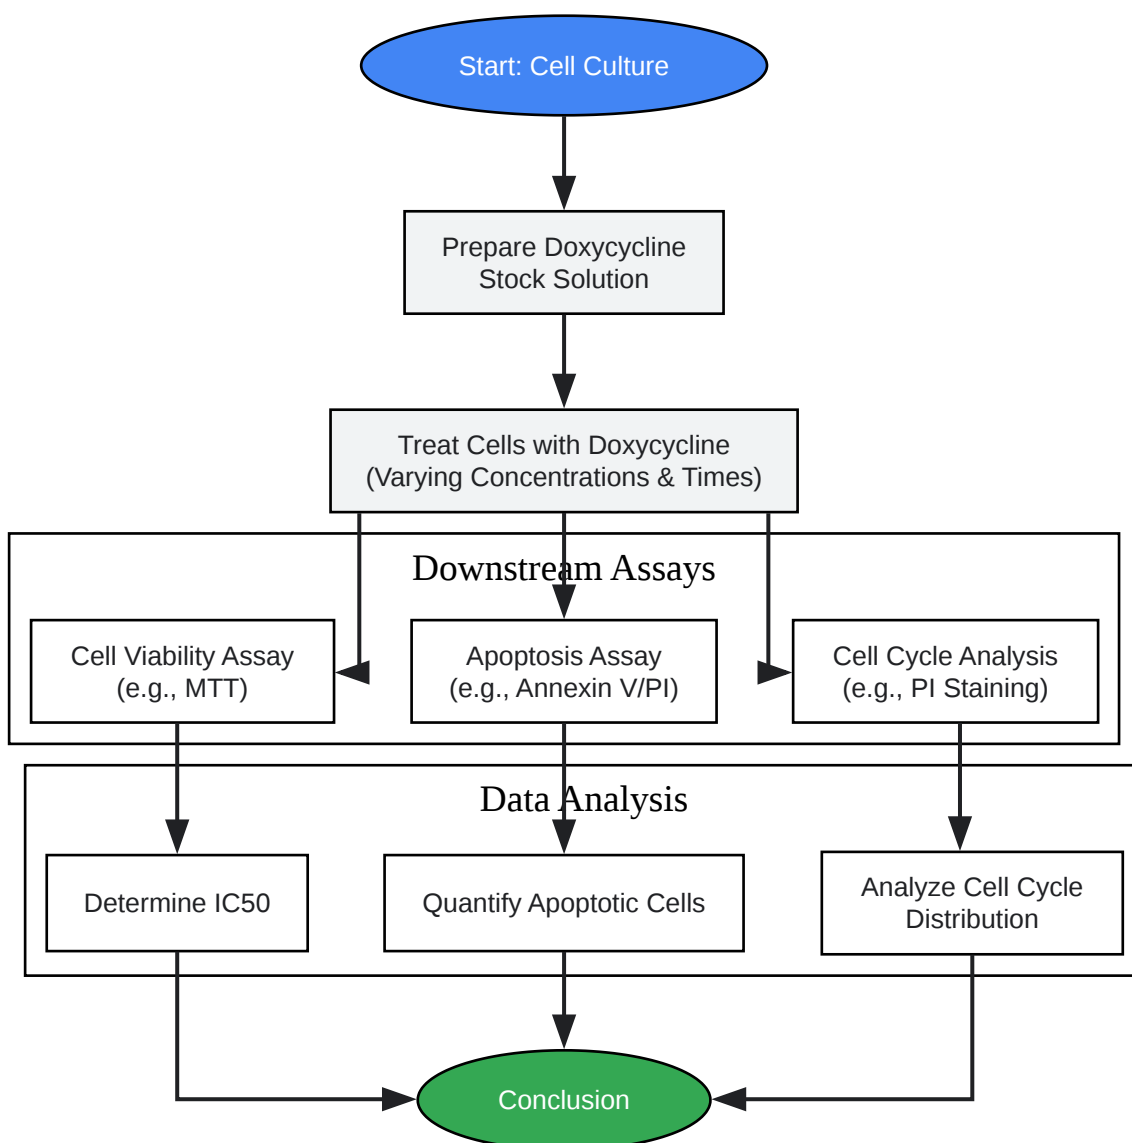 Start: Cell Culture
Prepare Doxycycline
Stock Solution
Treat Cells with Doxycycline
(Varying Concentrations & Times)
Downstream Assays
Cell Viability Assay
(e.g., MTT)
Apoptosis Assay
(e.g., Annexin V/PI)
Cell Cycle Analysis
(e.g., PI Staining)
Data Analysis
Determine IC50
Quantify Apoptotic Cells
Analyze Cell Cycle
Distribution
Conclusion